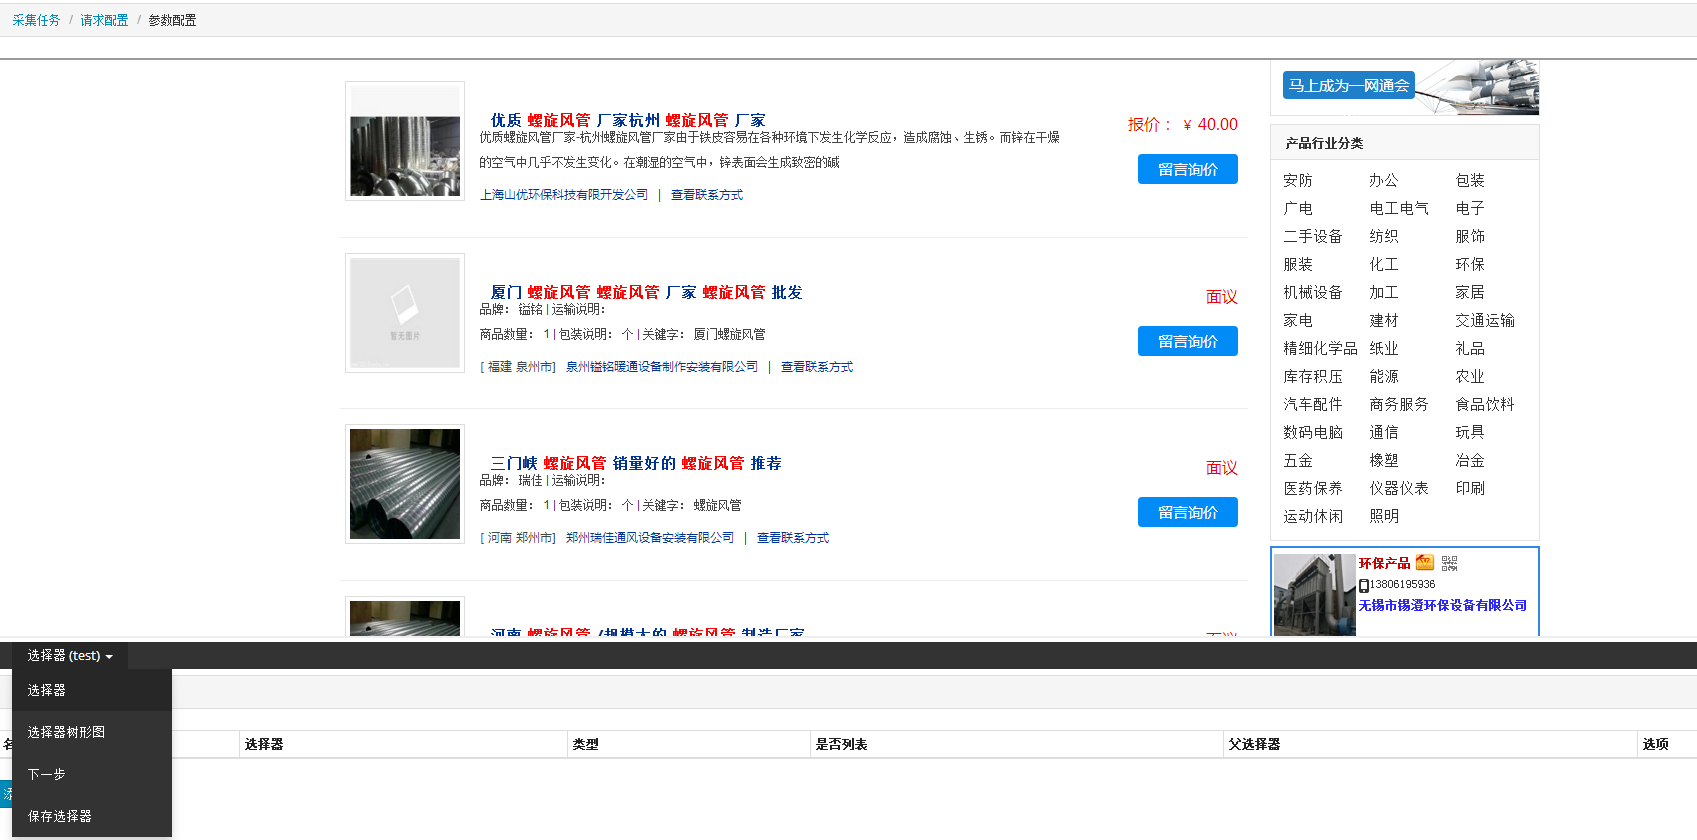 采集任务 / 请求配置 / 参数配置
优质 螺旋风管 厂家杭州 螺旋风管 厂家
优质螺旋风管厂家-杭州螺旋风管厂家由于铁皮容易在各种环境下发生化学反应，造成腐蚀、生锈。而锌在干燥
的空气中几乎不发生变化。在潮湿的空气中，锌表面会生成致密的碱
上海山优环保科技有限开发公司 | 查看联系方式
报价： ¥ 40.00
留言询价
厦门 螺旋风管 螺旋风管 厂家 螺旋风管 批发
品牌： 镒铭 | 运输说明：
商品数量： 1 | 包装说明： 个 | 关键字： 厦门螺旋风管
[ 福建 泉州市] 泉州镒铭暖通设备制作安装有限公司 | 查看联系方式
暂无图片
面议
留言询价
三门峡 螺旋风管 销量好的 螺旋风管 推荐
品牌： 瑞佳 | 运输说明：
商品数量： 1 | 包装说明： 个 | 关键字： 螺旋风管
[ 河南 郑州市] 郑州瑞佳通风设备安装有限公司 | 查看联系方式
面议
留言询价
河南 螺旋风管 /规模大的 螺旋风管 制造厂家
面议
马上成为一网通会
产品行业分类
安防 办公 包装
广电 电工电气 电子
二手设备 纺织 服饰
服装 化工 环保
机械设备 加工 家居
家电 建材 交通运输
精细化学品 纸业 礼品
库存积压 能源 农业
汽车配件 商务服务 食品饮料
数码电脑 通信 玩具
五金 橡塑 冶金
医药保养 仪器仪表 印刷
运动休闲 照明
环保产品
13806195936
无锡市锡澄环保设备有限公司
选择器 (test)
选择器
选择器树形图
下一步
保存选择器
选择器 类型 是否列表 父选择器 选项